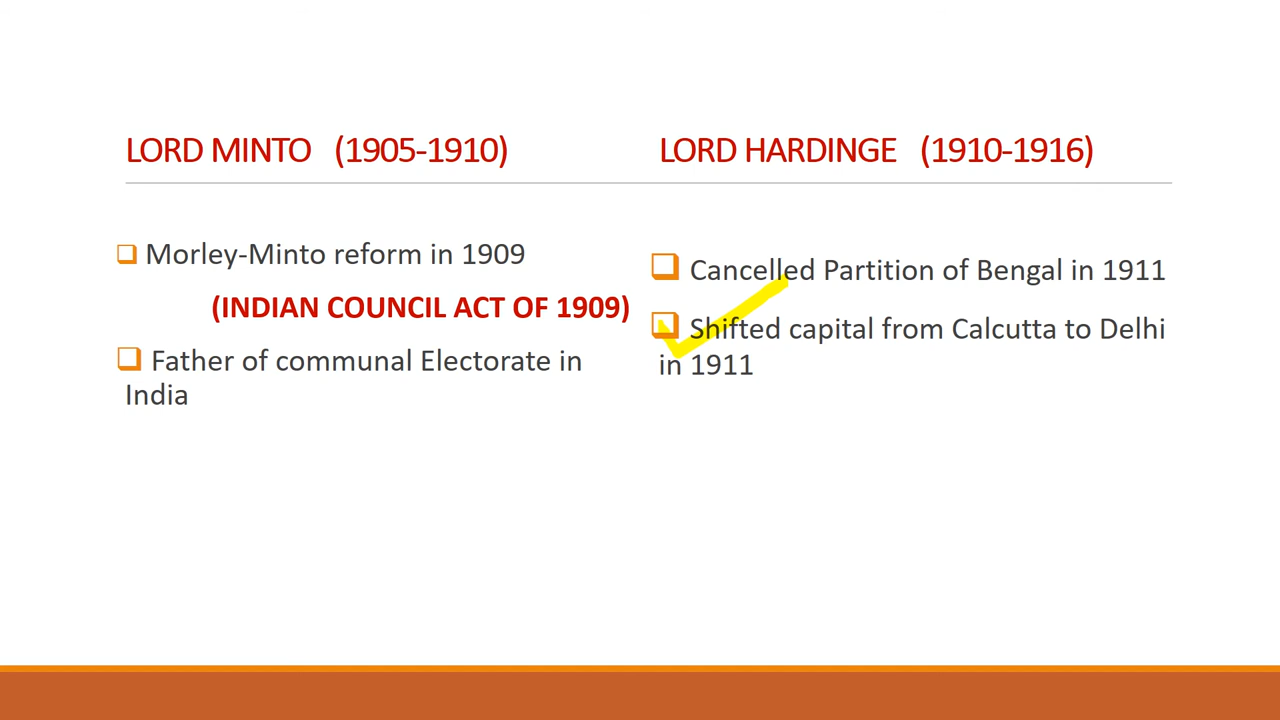 LORD MINTO (1905-1910)
Morley-Minto reform in 1909
(INDIAN COUNCIL ACT OF 1909)
Father of communal Electorate in
India
LORD HARDINGE (1910-1916)
Cancelled Partition of Bengal in 1911
Shifted capital from Calcutta to Delhi
in 1911